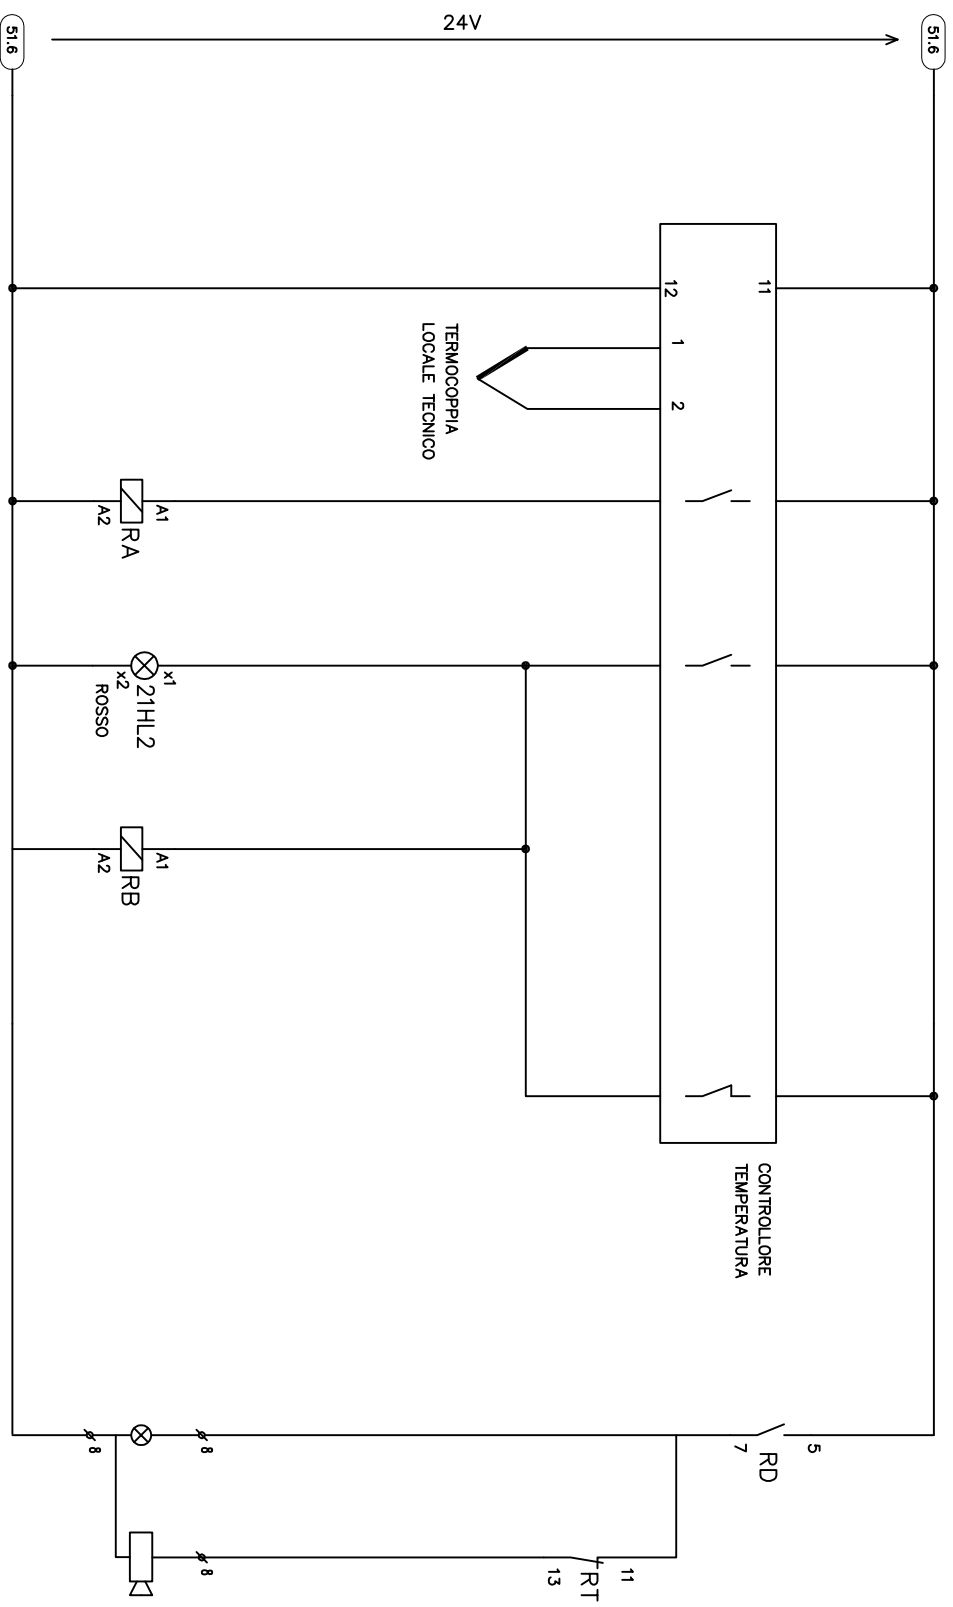 24V
51.6
51.6
11
12
1
2
TERMOCOPPIA
LOCALE TECNICO
A1
RA
A2
x1
21HL2
x2
ROSSO
A1
RB
A2
CONTROLLORE
TEMPERATURA
5
RD
7
11
RT
13
8
8
8